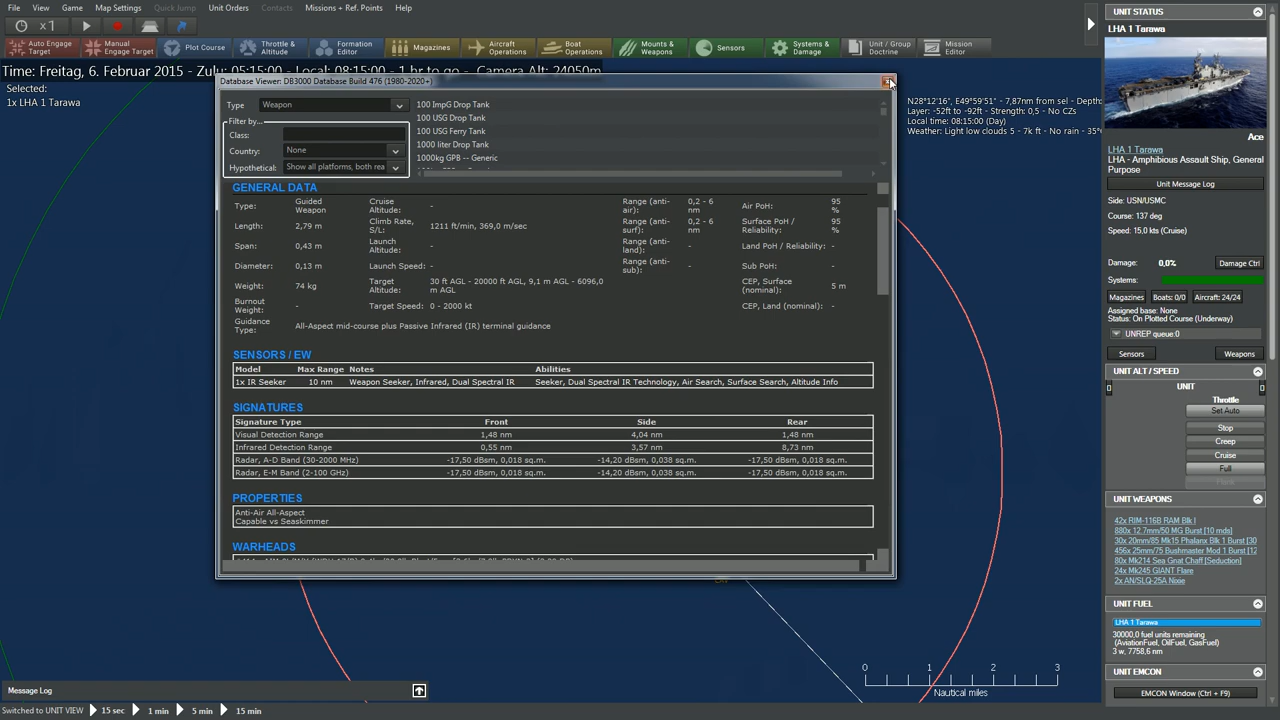 File View Game Map Settings Quick Jump Unit Orders Contacts Missions + Ref. Points Help
x 1
Auto Engage Target
Manual Engage Target
Plot Course
Throttle & Altitude
Formation Editor
Magazines
Aircraft Operations
Boat Operations
Mounts & Weapons
Sensors
Systems & Damage
Unit / Group Doctrine
Mission Editor
Time: Freitag, 6. Februar 2015 - Zulu: 05:15:00 - Local: 08:15:00 - 1 hr to go - Camera Alt: 24050m
Selected:
1x LHA 1 Tarawa
Database Viewer: DB3000 Database Build 476 (1980-2020+)
Type Weapon
Filter by...
Class:
Country: None
Hypothetical: Show all platforms, both rea
100 ImpG Drop Tank
100 USG Drop Tank
100 USG Ferry Tank
1000 liter Drop Tank
1000kg GPB -- Generic
GENERAL DATA
Type: Guided Weapon Cruise Altitude: - Range (anti-air): 0,2 - 6 nm Air PoH: 95 %
Length: 2,79 m Climb Rate, S/L: 1211 ft/min, 369,0 m/sec Range (anti-surf): 0,2 - 6 nm Surface PoH / Reliability: 95 %
Span: 0,43 m Launch Altitude: - Range (anti-land): - Land PoH / Reliability: -
Diameter: 0,13 m Launch Speed: - Range (anti-sub): - Sub PoH: -
Weight: 74 kg Target Altitude: 30 ft AGL - 20000 ft AGL, 9,1 m AGL - 6096,0 m AGL CEP, Surface (nominal): 5 m
Burnout Weight: - Target Speed: 0 - 2000 kt CEP, Land (nominal): -
Guidance Type: All-Aspect mid-course plus Passive Infrared (IR) terminal guidance
SENSORS / EW
Model Max Range Notes Abilities
1x IR Seeker 10 nm Weapon Seeker, Infrared, Dual Spectral IR Seeker, Dual Spectral IR Technology, Air Search, Surface Search, Altitude Info
SIGNATURES
Signature Type Front Side Rear
Visual Detection Range 1,48 nm 4,04 nm 1,48 nm
Infrared Detection Range 0,55 nm 3,57 nm 8,73 nm
Radar, A-D Band (30-2000 MHz) -17,50 dBsm, 0,018 sq.m. -14,20 dBsm, 0,038 sq.m. -17,50 dBsm, 0,018 sq.m.
Radar, E-M Band (2-100 GHz) -17,50 dBsm, 0,018 sq.m. -14,20 dBsm, 0,038 sq.m. -17,50 dBsm, 0,018 sq.m.
PROPERTIES
Anti-Air All-Aspect
Capable vs Seaskimmer
WARHEADS
N28°12'16", E49°59'51" - 7,87nm from sel - Depth:
Layer: -52ft to -92ft - Strength: 0,5 - No CZs
Local time: 08:15:00 (Day)
Weather: Light low clouds 5 - 7k ft - No rain - 35°
0 1 2 3
Nautical miles
Message Log
Switched to UNIT VIEW 15 sec 1 min 5 min 15 min
UNIT STATUS
LHA 1 Tarawa
Ace
LHA 1 Tarawa
LHA - Amphibious Assault Ship, General Purpose
Unit Message Log
Side: USN/USMC
Course: 137 deg
Speed: 15.0 kts (Cruise)
Damage: 0,0% Damage Ctrl
Systems:
Magazines Boats: 0/0 Aircraft: 24/24
Assigned base: None
Status: On Plotted Course (Underway)
UNREP queue:0
Sensors Weapons
UNIT ALT / SPEED
UNIT
Throttle
Set Auto
Stop
Creep
Cruise
Full
UNIT WEAPONS
42x RIM-116B RAM Blk I
880x 12.7mm/50 MG Burst [10 rnds]
30x 20mm/85 Mk15 Phalanx Blk 1 Burst [30
456x 25mm/75 Bushmaster Mod 1 Burst [12
80x Mk214 Sea Gnat Chaff [Seduction]
24x Mk245 GIANT Flare
2x AN/SLQ-25A Nixie
UNIT FUEL
LHA 1 Tarawa
30000,0 fuel units remaining
(AviationFuel, OilFuel, GasFuel)
3 w, 7758,6 nm
UNIT EMCON
EMCON Window (Ctrl + F9)